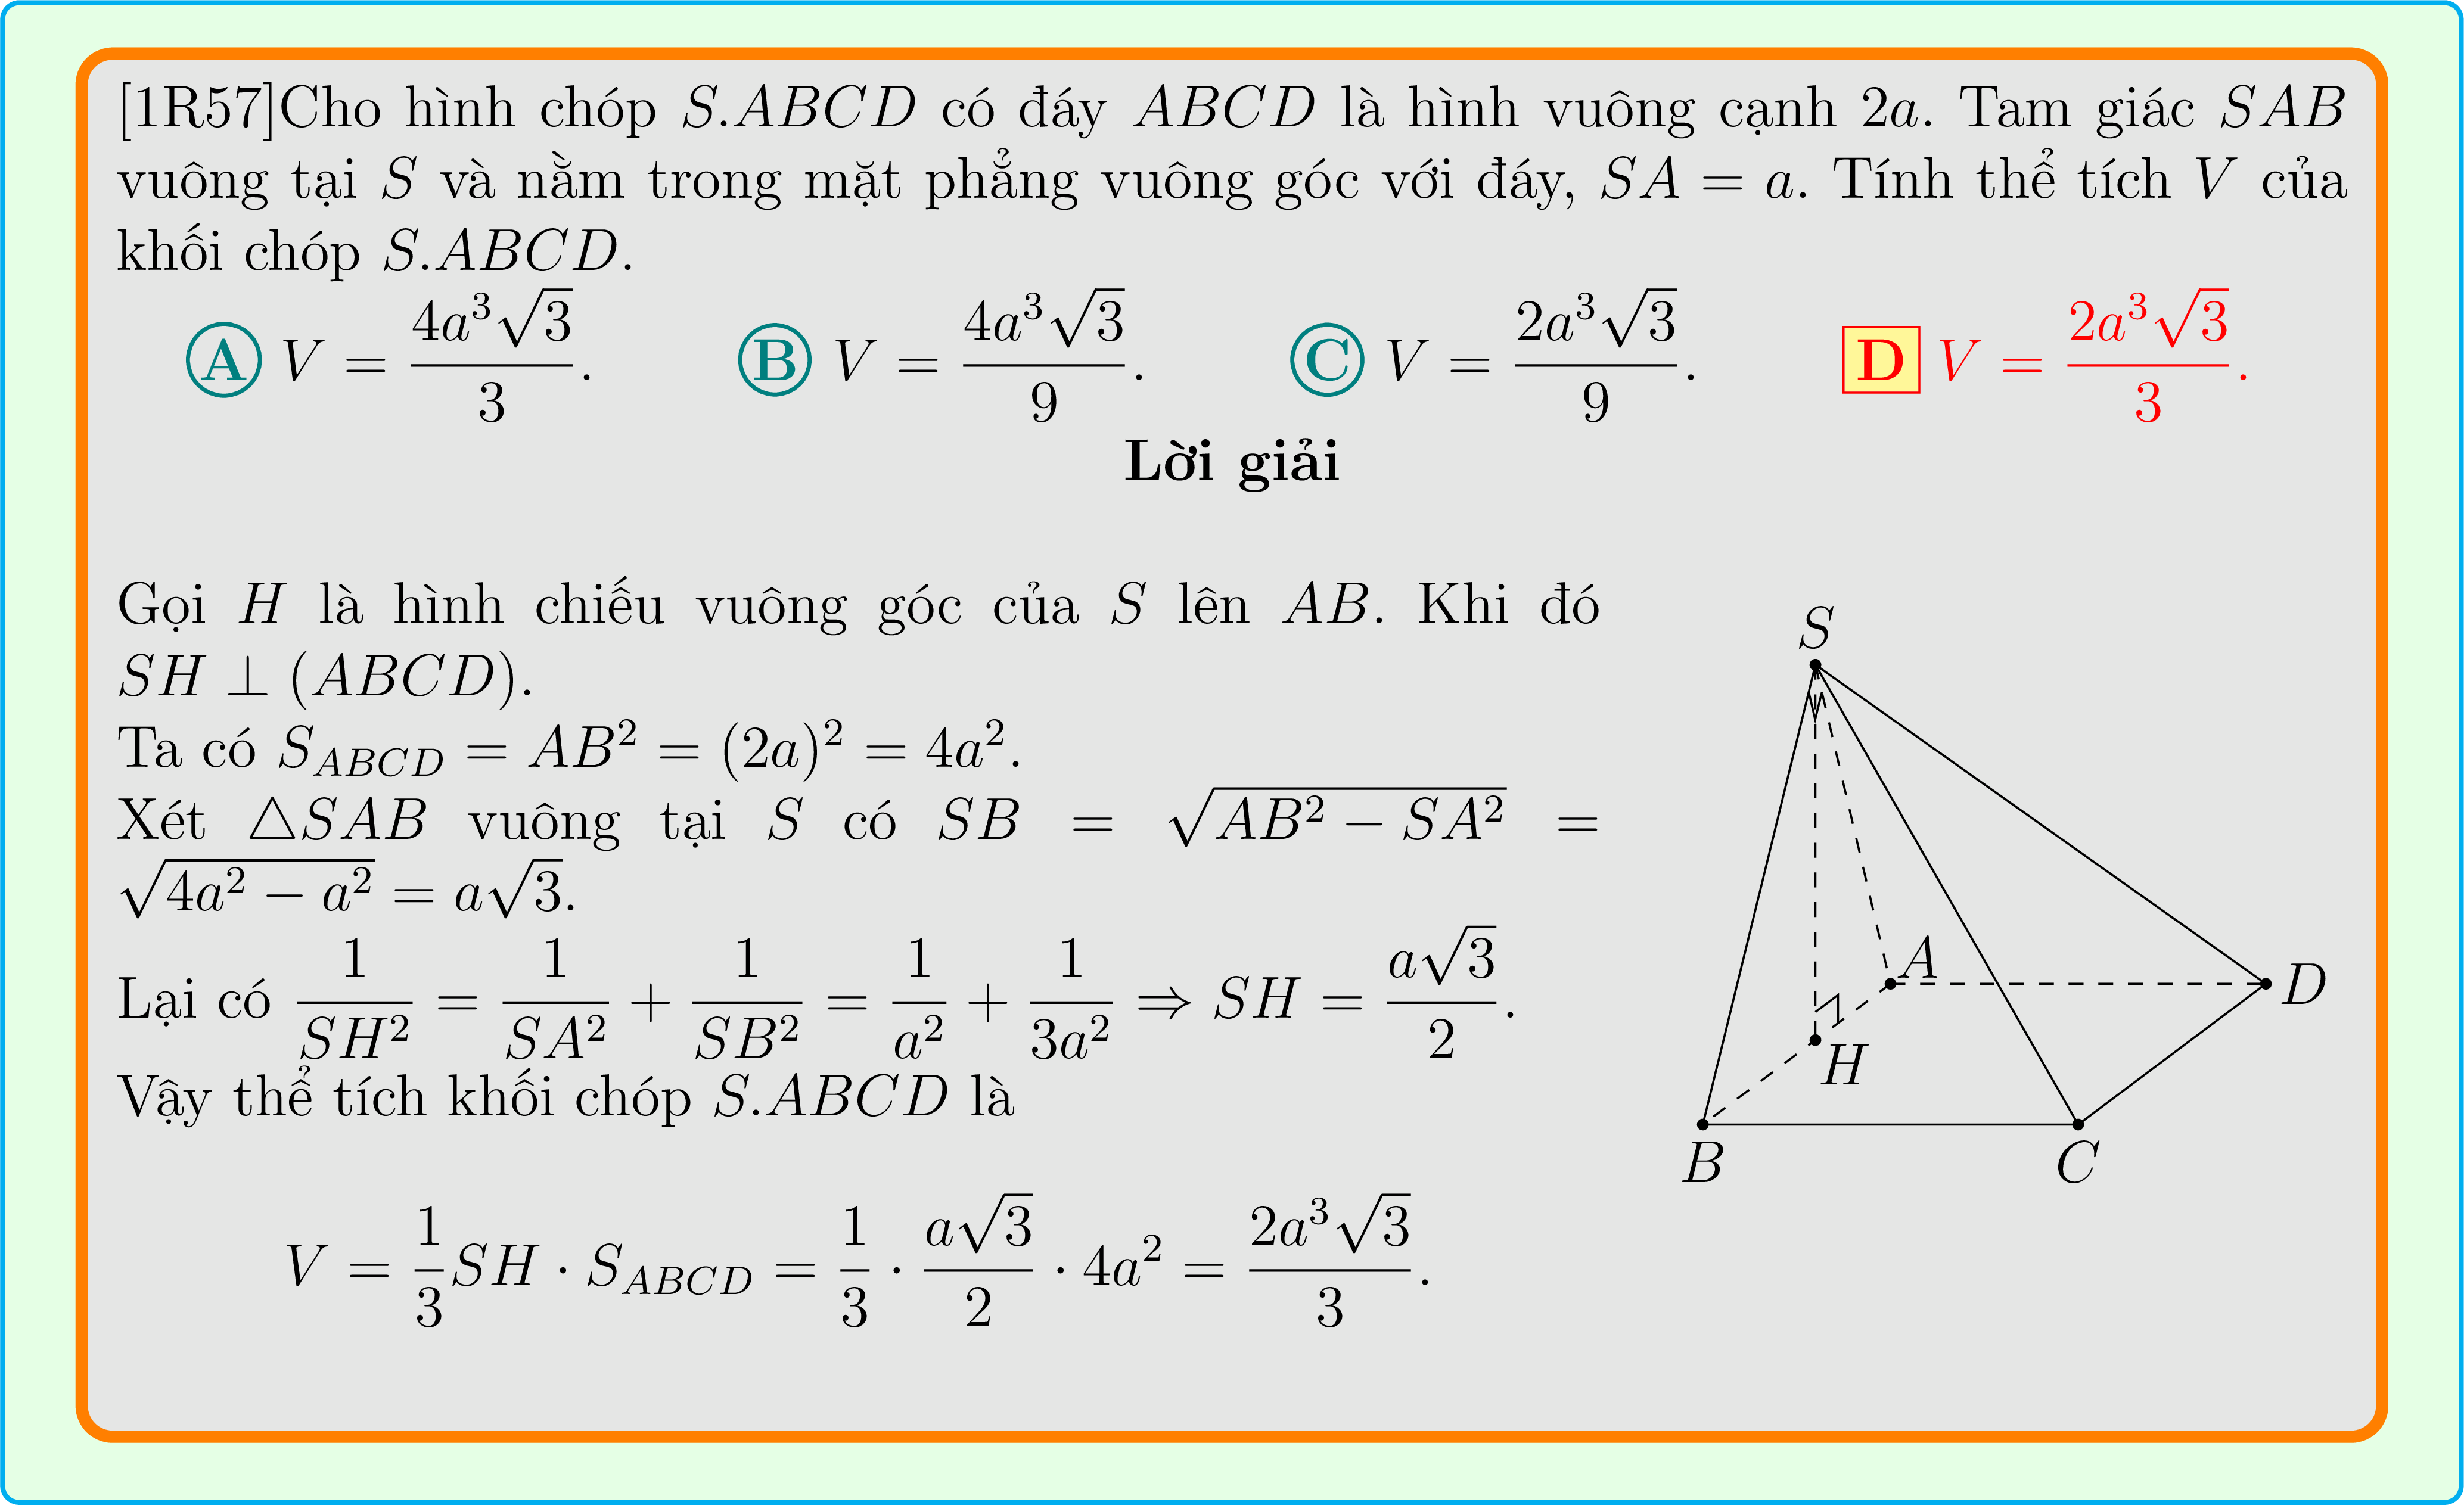 [1R57]Cho hình chóp S.ABCD có đáy ABCD là hình vuông cạnh 2a. Tam giác SAB
vuông tại S và nằm trong mặt phẳng vuông góc với đáy, SA = a. Tính thể tích V của
khối chóp S.ABCD.
A V = \frac{4a^3\sqrt{3}}{3}. B V = \frac{4a^3\sqrt{3}}{9}. C V = \frac{2a^3\sqrt{3}}{9}. D V = \frac{2a^3\sqrt{3}}{3}.
Lời giải
Gọi H là hình chiếu vuông góc của S lên AB. Khi đó
SH ⊥ (ABCD).
Ta có S_{ABCD} = AB^2 = (2a)^2 = 4a^2.
Xét △SAB vuông tại S có SB = \sqrt{AB^2 − SA^2} =
\sqrt{4a^2 − a^2} = a\sqrt{3}.
Lại có \frac{1}{SH^2} = \frac{1}{SA^2} + \frac{1}{SB^2} = \frac{1}{a^2} + \frac{1}{3a^2} ⇒ SH = \frac{a\sqrt{3}}{2}.
Vậy thể tích khối chóp S.ABCD là
V = \frac{1}{3}SH · S_{ABCD} = \frac{1}{3} · \frac{a\sqrt{3}}{2} · 4a^2 = \frac{2a^3\sqrt{3}}{3}.
S
A
D
H
B
C